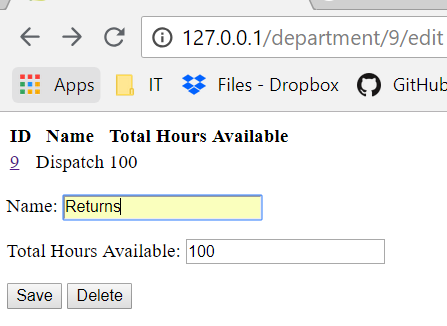 127.0.0.1/department/9/edit
Apps IT Files - Dropbox GitHub
ID Name Total Hours Available
9 Dispatch 100
Name: Returns
Total Hours Available: 100
Save Delete